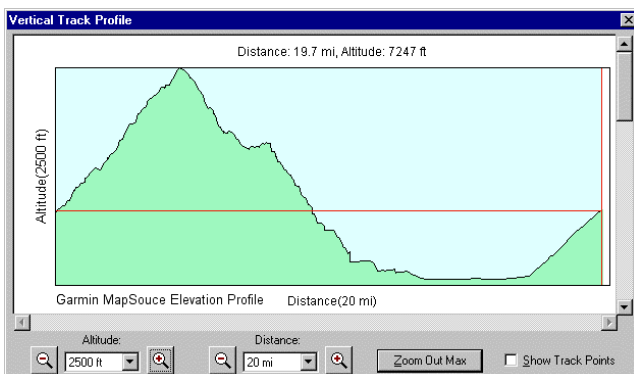 Vertical Track Profile
Distance: 19.7 mi, Altitude: 7247 ft
Altitude(2500 ft)
Garmin MapSouce Elevation Profile Distance(20 mi)
Altitude: Distance:
2500 ft 20 mi Zoom Out Max Show Track Points